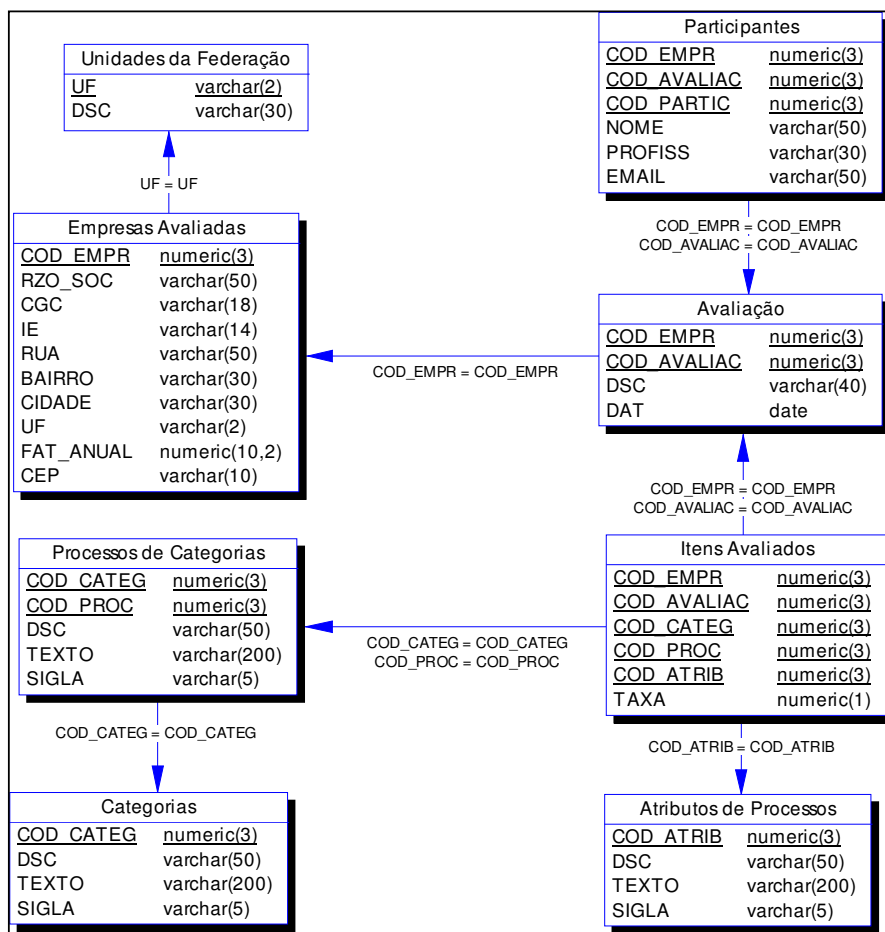 Unidades da Federação
UF varchar(2)
DSC varchar(30)
UF = UF
Participantes
COD_EMPR numeric(3)
COD_AVALIAC numeric(3)
COD_PARTIC numeric(3)
NOME varchar(50)
PROFISS varchar(30)
EMAIL varchar(50)
COD_EMPR = COD_EMPR
COD_AVALIAC = COD_AVALIAC
Empresas Avaliadas
COD_EMPR numeric(3)
RZO_SOC varchar(50)
CGC varchar(18)
IE varchar(14)
RUA varchar(50)
BAIRRO varchar(30)
CIDADE varchar(30)
UF varchar(2)
FAT_ANUAL numeric(10,2)
CEP varchar(10)
COD_EMPR = COD_EMPR
Avaliação
COD_EMPR numeric(3)
COD_AVALIAC numeric(3)
DSC varchar(40)
DAT date
COD_EMPR = COD_EMPR
COD_AVALIAC = COD_AVALIAC
Processos de Categorias
COD_CATEG numeric(3)
COD_PROC numeric(3)
DSC varchar(50)
TEXTO varchar(200)
SIGLA varchar(5)
COD_CATEG = COD_CATEG
COD_PROC = COD_PROC
Itens Avaliados
COD_EMPR numeric(3)
COD_AVALIAC numeric(3)
COD_CATEG numeric(3)
COD_PROC numeric(3)
COD_ATRIB numeric(3)
TAXA numeric(1)
COD_CATEG = COD_CATEG
COD_ATRIB = COD_ATRIB
Categorias
COD_CATEG numeric(3)
DSC varchar(50)
TEXTO varchar(200)
SIGLA varchar(5)
Atributos de Processos
COD_ATRIB numeric(3)
DSC varchar(50)
TEXTO varchar(200)
SIGLA varchar(5)